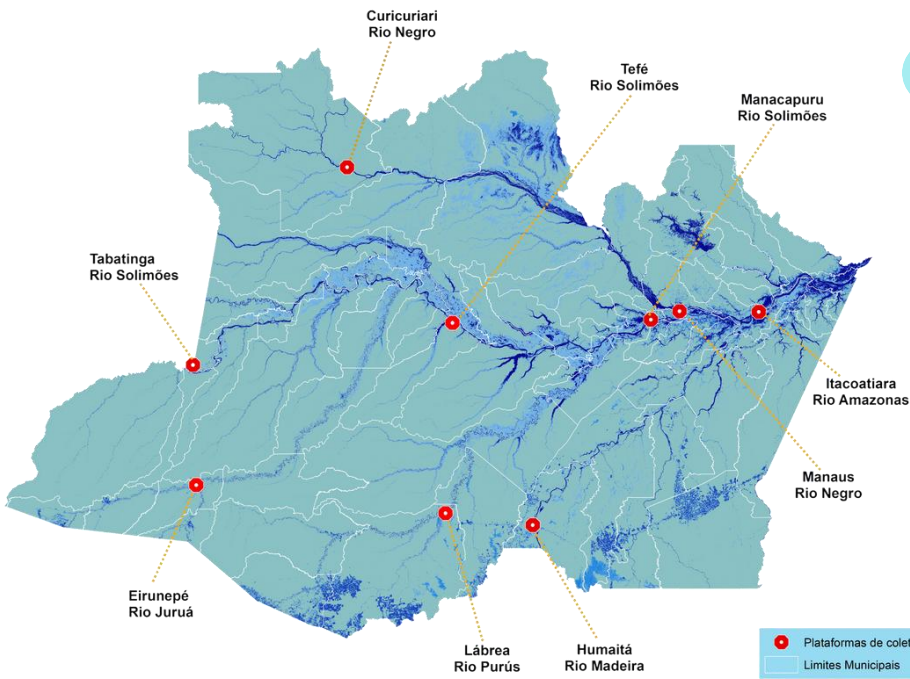 Curicuriari
Rio Negro
Tefé
Rio Solimões
Manacapuru
Rio Solimões
Tabatinga
Rio Solimões
Itacoatiara
Rio Amazonas
Manaus
Rio Negro
Eirunepé
Rio Juruá
Lábrea
Rio Purús
Humaitá
Rio Madeira
Plataformas de colet
Limites Municipais